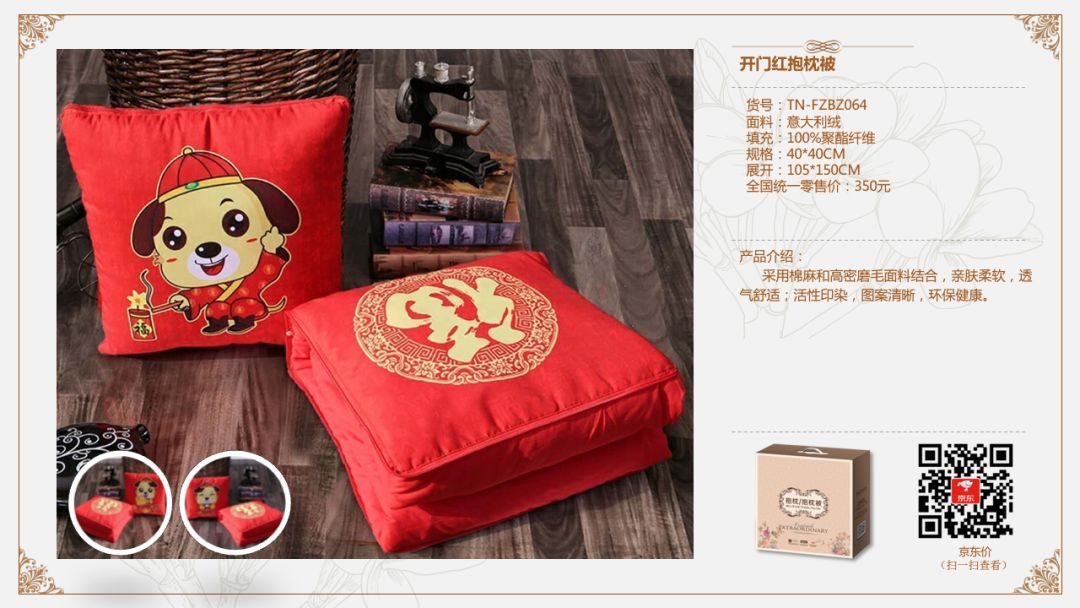 开门红抱枕被
货号：TN-FZBZ064
面料：意大利绒
填充：100%聚酯纤维
规格：40*40CM
展开：105*150CM
全国统一零售价：350元
产品介绍：
采用棉麻和高密磨毛面料结合，亲肤柔软，透
气舒适；活性印染，图案清晰，环保健康。
福
抱枕/抱枕被
EXTRAORDINARY
京东
京东价
（扫一扫查看）